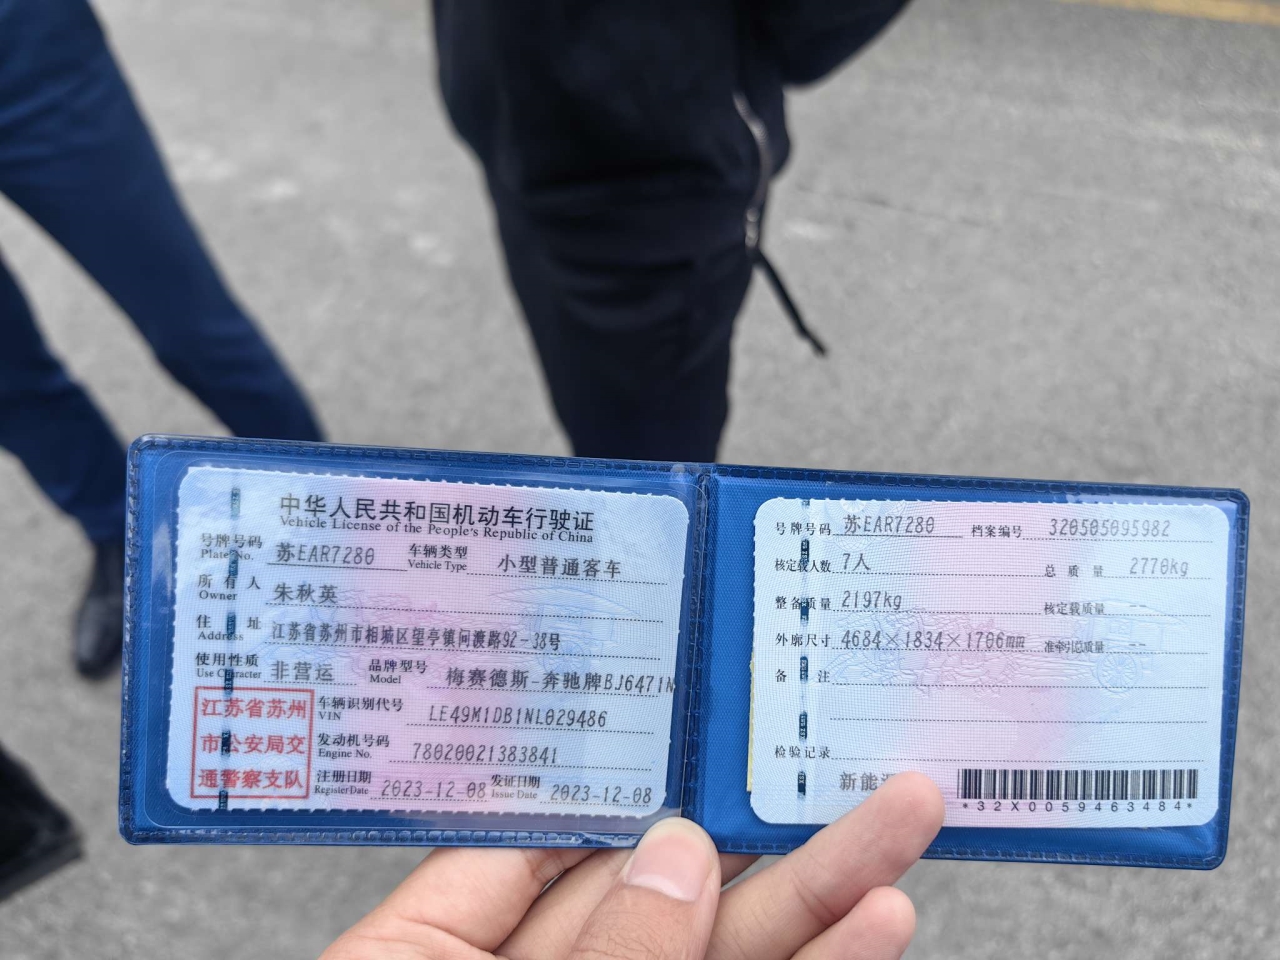 中华人民共和国机动车行驶证
Vehicle License of the People's Republic of China
号牌号码 苏EAR7280 车辆类型 小型普通客车
Plate No. Vehicle Type
所有人 朱秋英
Owner
住址 江苏省苏州市相城区望亭镇问渡路92-38号
Address
使用性质 非营运 品牌型号 梅赛德斯-奔驰牌BJ6471N
Use Character Model
江苏省苏州
市公安局交
通警察支队
车辆识别代号 LE49M1DB1NL029486
VIN
发动机号码 78020021383841
Engine No.
注册日期 2023-12-08 发证日期 2023-12-08
Register Date Issue Date
号牌号码 苏EAR7280 档案编号 320505095982
核定载人数 7人 总质量 2770kg
整备质量 2197kg 核定载质量 --
外廓尺寸 4684×1834×1706mm 准牵引总质量 --
备注
检验记录
新能
*32X0059463484*